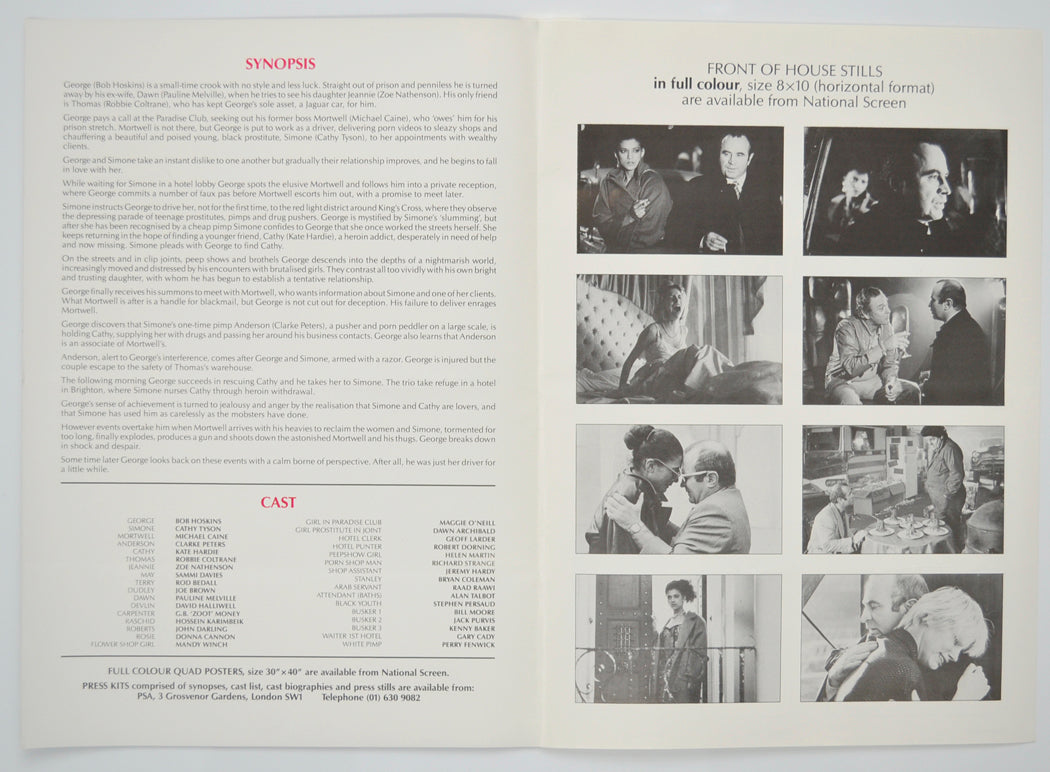 SYNOPSIS
George (Bob Hoskins) is a small-time crook with no style and less luck. Straight out of prison and penniless he is turned
away by his ex-wife, Dawn (Pauline Melville), when he tries to see his daughter Jeannie (Zoe Nathenson). His only friend
is Thomas (Robbie Coltrane), who has kept George's sole asset, a Jaguar car, for him.
George pays a call at the Paradise Club, seeking out his former boss Mortwell (Michael Caine), who 'owes' him for his
prison stretch. Mortwell is not there, but George is put to work as a driver, delivering porn videos to sleazy shops and
chauffering a beautiful and poised young, black prostitute, Simone (Cathy Tyson), to her appointments with wealthy
clients.
George and Simone take an instant dislike to one another but gradually their relationship improves, and he begins to fall
in love with her.
While waiting for Simone in a hotel lobby George spots the elusive Mortwell and follows him into a private reception,
where George commits a number of faux pas before Mortwell escorts him out, with a promise to meet later.
Simone instructs George to drive her, not for the first time, to the red light district around King's Cross, where they observe
the depressing parade of teenage prostitutes, pimps and drug pushers. George is mystified by Simone's 'slumming', but
after she has been recognised by a cheap pimp Simone confides to George that she once worked the streets herself. She
keeps returning in the hope of finding a younger friend, Cathy (Kate Hardie), a heroin addict, desperately in need of help
and now missing. Simone pleads with George to find Cathy.
On the streets and in clip joints, peep shows and brothels George descends into the depths of a nightmarish world,
increasingly moved and distressed by his encounters with brutalised girls. They contrast all too vividly with his own bright
and trusting daughter, with whom he has begun to establish a tentative relationship.
George finally receives his summons to meet with Mortwell, who wants information about Simone and one of her clients.
What Mortwell is after is a handle for blackmail, but George is not cut out for deception. His failure to deliver enrages
Mortwell.
George discovers that Simone's one-time pimp Anderson (Clarke Peters), a pusher and porn peddler on a large scale, is
holding Cathy, supplying her with drugs and passing her around his business contacts. George also learns that Anderson
is an associate of Mortwell's.
Anderson, alert to George's interference, comes after George and Simone, armed with a razor. George is injured but the
couple escape to the safety of Thomas's warehouse.
The following morning George succeeds in rescuing Cathy and he takes her to Simone. The trio take refuge in a hotel
in Brighton, where Simone nurses Cathy through heroin withdrawal.
George's sense of achievement is turned to jealousy and anger by the realisation that Simone and Cathy are lovers, and
that Simone has used him as carelessly as the mobsters have done.
However events overtake him when Mortwell arrives with his heavies to reclaim the women and Simone, tormented for
too long, finally explodes, produces a gun and shoots down the astonished Mortwell and his thugs. George breaks down
in shock and despair.
Some time later George looks back on these events with a calm borne of perspective. After all, he was just her driver for
a little while.
CAST
GEORGE BOB HOSKINS
SIMONE CATHY TYSON
MORTWELL MICHAEL CAINE
ANDERSON CLARKE PETERS
CATHY KATE HARDIE
THOMAS ROBBIE COLTRANE
JEANNIE ZOE NATHENSON
MAY SAMMI DAVIES
TERRY ROD BEDALL
DUDLEY JOE BROWN
DAWN PAULINE MELVILLE
DEVLIN DAVID HALLIWELL
CARPENTER G.B. 'ZOOT' MONEY
RASCHID HOSSEIN KARIMBEIK
ROBERTS JOHN DARLING
ROSIE DONNA CANNON
FLOWER SHOP GIRL MANDY WINCH
GIRL IN PARADISE CLUB MAGGIE O'NEILL
GIRL PROSTITUTE IN JOINT DAWN ARCHIBALD
HOTEL CLERK GEOFF LARDER
HOTEL PUNTER ROBERT DORNING
PEEPSHOW GIRL HELEN MARTIN
PORN SHOP MAN RICHARD STRANGE
SHOP ASSISTANT JEREMY HARDY
STANLEY BRYAN COLEMAN
ARAB SERVANT RAAD RAAWI
ATTENDANT (BATHS) ALAN TALBOT
BLACK YOUTH STEPHEN PERSAUD
BUSKER 1 BILL MOORE
BUSKER 2 JACK PURVIS
BUSKER 3 KENNY BAKER
WAITER 1ST HOTEL GARY CADY
WHITE PIMP PERRY FENWICK
FULL COLOUR QUAD POSTERS, size 30"×40" are available from National Screen.
PRESS KITS comprised of synopses, cast list, cast biographies and press stills are available from:
PSA, 3 Grosvenor Gardens, London SW1 Telephone (01) 630 9082
FRONT OF HOUSE STILLS
in full colour, size 8×10 (horizontal format)
are available from National Screen